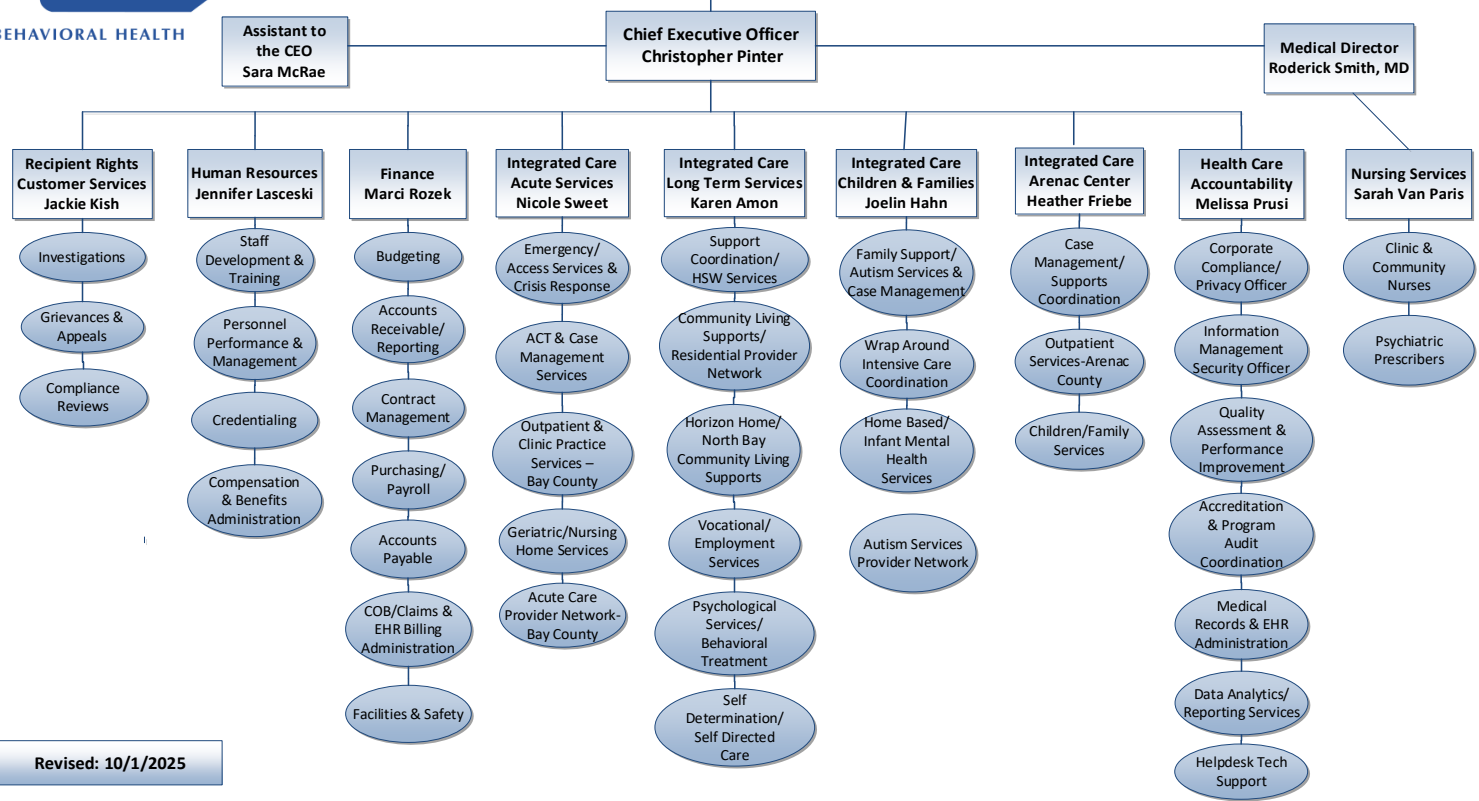 BEHAVIORAL HEALTH
Assistant to
the CEO
Sara McRae
Chief Executive Officer
Christopher Pinter
Medical Director
Roderick Smith, MD
Recipient Rights
Customer Services
Jackie Kish
Investigations
Grievances &
Appeals
Compliance
Reviews
Human Resources
Jennifer Lasceski
Staff
Development &
Training
Personnel
Performance &
Management
Credentialing
Compensation
& Benefits
Administration
Finance
Marci Rozek
Budgeting
Accounts
Receivable/
Reporting
Contract
Management
Purchasing/
Payroll
Accounts
Payable
COB/Claims &
EHR Billing
Administration
Facilities & Safety
Integrated Care
Acute Services
Nicole Sweet
Emergency/
Access Services &
Crisis Response
ACT & Case
Management
Services
Outpatient &
Clinic Practice
Services –
Bay County
Geriatric/Nursing
Home Services
Acute Care
Provider Network-
Bay County
Integrated Care
Long Term Services
Karen Amon
Support
Coordination/
HSW Services
Community Living
Supports/
Residential Provider
Network
Horizon Home/
North Bay
Community Living
Supports
Vocational/
Employment
Services
Psychological
Services/
Behavioral
Treatment
Self
Determination/
Self Directed
Care
Integrated Care
Children & Families
Joelin Hahn
Family Support/
Autism Services &
Case Management
Wrap Around
Intensive Care
Coordination
Home Based/
Infant Mental
Health
Services
Autism Services
Provider Network
Integrated Care
Arenac Center
Heather Friebe
Case
Management/
Supports
Coordination
Outpatient
Services-Arenac
County
Children/Family
Services
Health Care
Accountability
Melissa Prusi
Corporate
Compliance/
Privacy Officer
Information
Management
Security Officer
Quality
Assessment &
Performance
Improvement
Accreditation
& Program
Audit
Coordination
Medical
Records & EHR
Administration
Data Analytics/
Reporting Services
Helpdesk Tech
Support
Nursing Services
Sarah Van Paris
Clinic &
Community
Nurses
Psychiatric
Prescribers
Revised: 10/1/2025